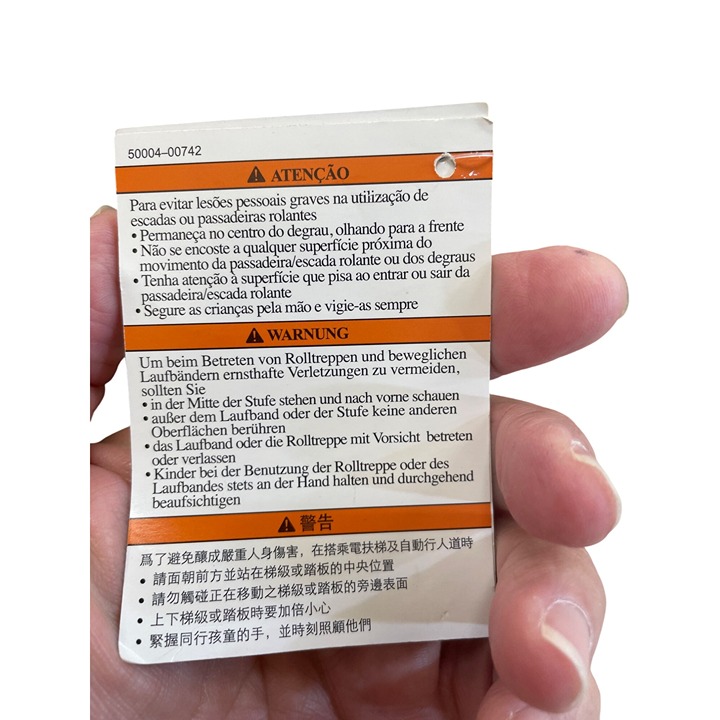 50004–00742
⚠ ATENÇÃO
Para evitar lesões pessoais graves na utilização de
escadas ou passadeiras rolantes
• Permaneça no centro do degrau, olhando para a frente
• Não se encoste a qualquer superfície próxima do
movimento da passadeira/escada rolante ou dos degraus
• Tenha atenção à superfície que pisa ao entrar ou sair da
passadeira/escada rolante
• Segure as crianças pela mão e vigie-as sempre
⚠ WARNUNG
Um beim Betreten von Rolltreppen und beweglichen
Laufbändern ernsthafte Verletzungen zu vermeiden,
sollten Sie
• in der Mitte der Stufe stehen und nach vorne schauen
• außer dem Laufband oder der Stufe keine anderen
Oberflächen berühren
• das Laufband oder die Rolltreppe mit Vorsicht betreten
oder verlassen
• Kinder bei der Benutzung der Rolltreppe oder des
Laufbandes stets an der Hand halten und durchgehend
beaufsichtigen
⚠ 警告
爲了避免釀成嚴重人身傷害，在搭乘電扶梯及自動行人道時
• 請面朝前方並站在梯級或踏板的中央位置
• 請勿觸碰正在移動之梯級或踏板的旁邊表面
• 上下梯級或踏板時要加倍小心
• 緊握同行孩童的手，並時刻照顧他們